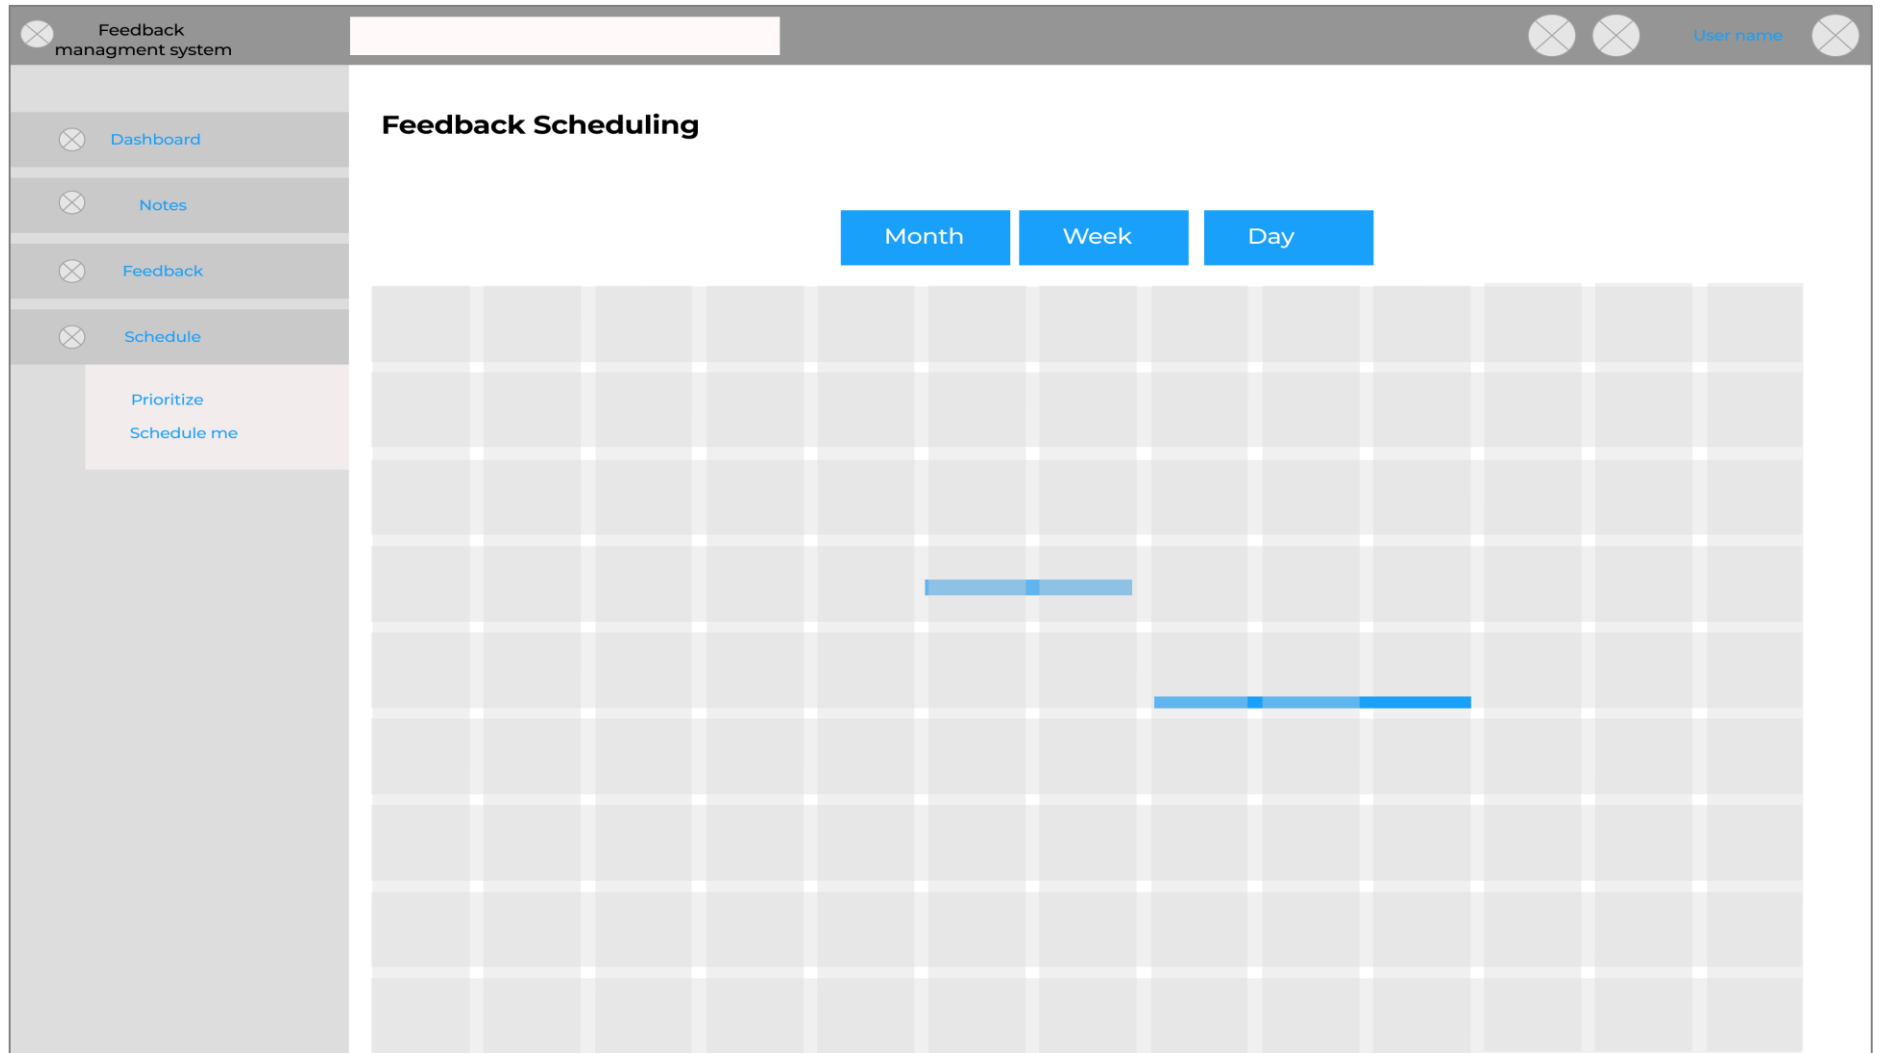 Feedback
managment system
User name
Dashboard
Notes
Feedback
Schedule
Prioritize
Schedule me
Feedback Scheduling
Month
Week
Day